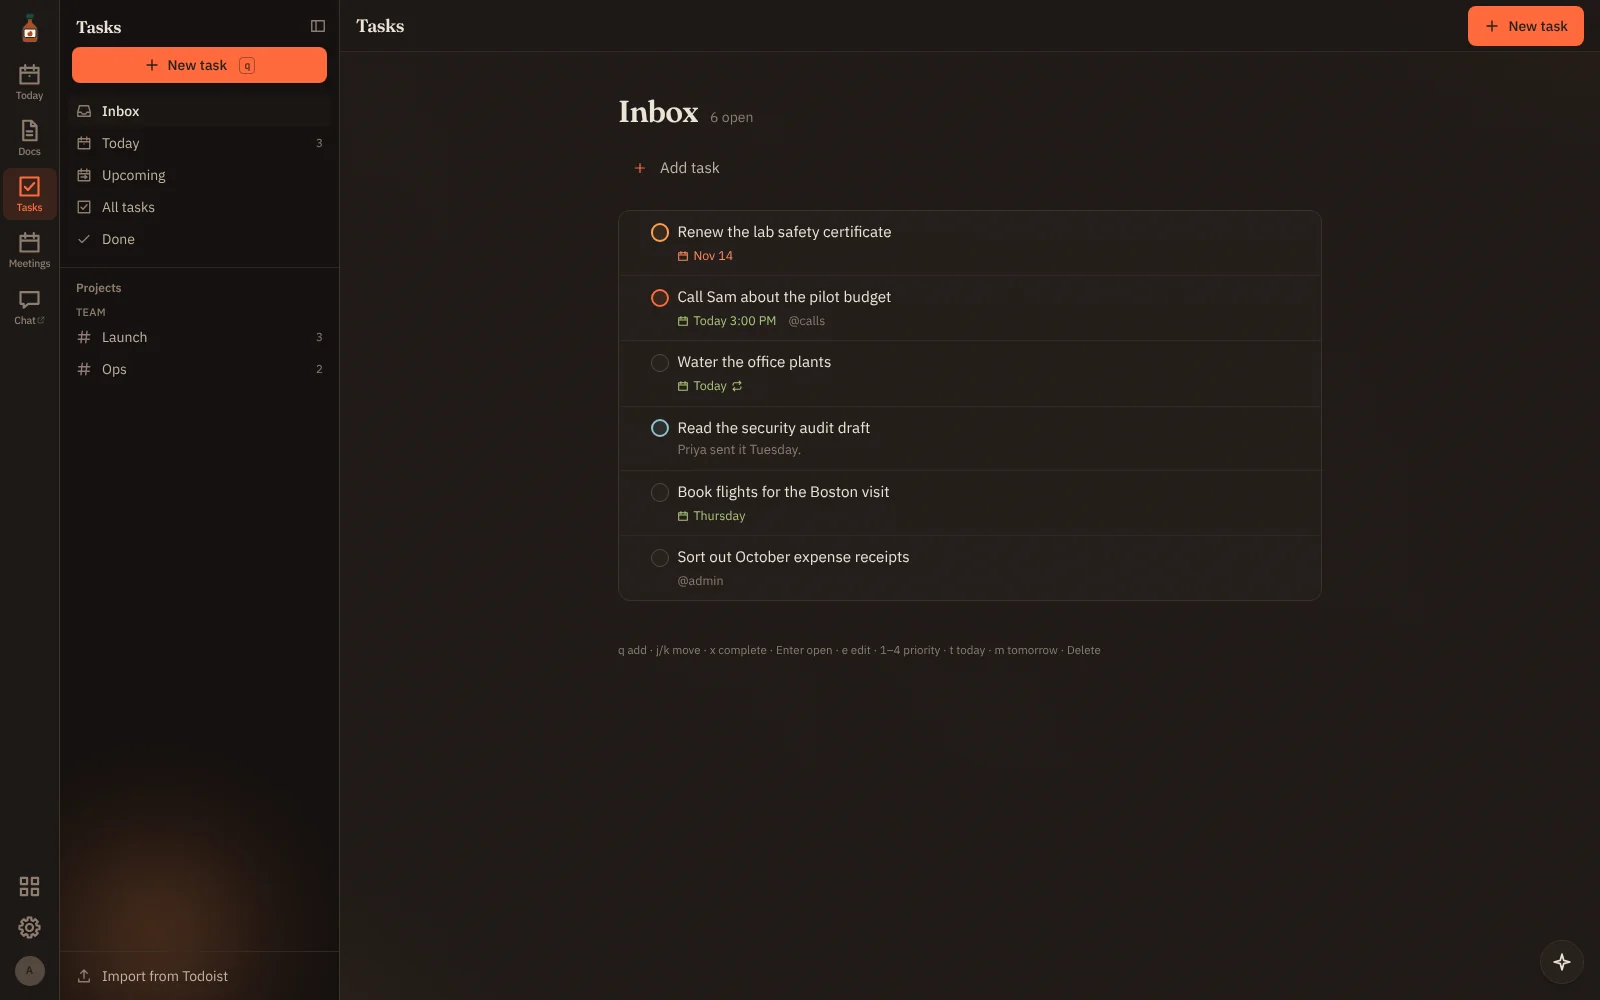 Today
Docs
Tasks
Meetings
Chat
A
Tasks
New task q
Inbox
Today 3
Upcoming
All tasks
Done
Projects
TEAM
# Launch 3
# Ops 2
Import from Todoist
Tasks
New task
Inbox 6 open
+ Add task
Renew the lab safety certificate
Nov 14
Call Sam about the pilot budget
Today 3:00 PM @calls
Water the office plants
Today
Read the security audit draft
Priya sent it Tuesday.
Book flights for the Boston visit
Thursday
Sort out October expense receipts
@admin
q add · j/k move · x complete · Enter open · e edit · 1–4 priority · t today · m tomorrow · Delete